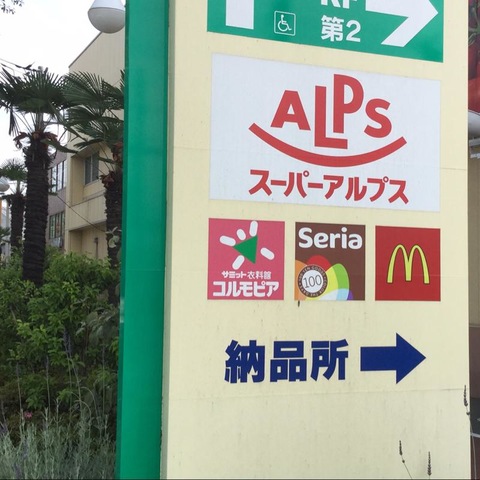 第2
ALPS
スーパーアルプス
サミット衣料館
コルモピア
Seria
100
納品所